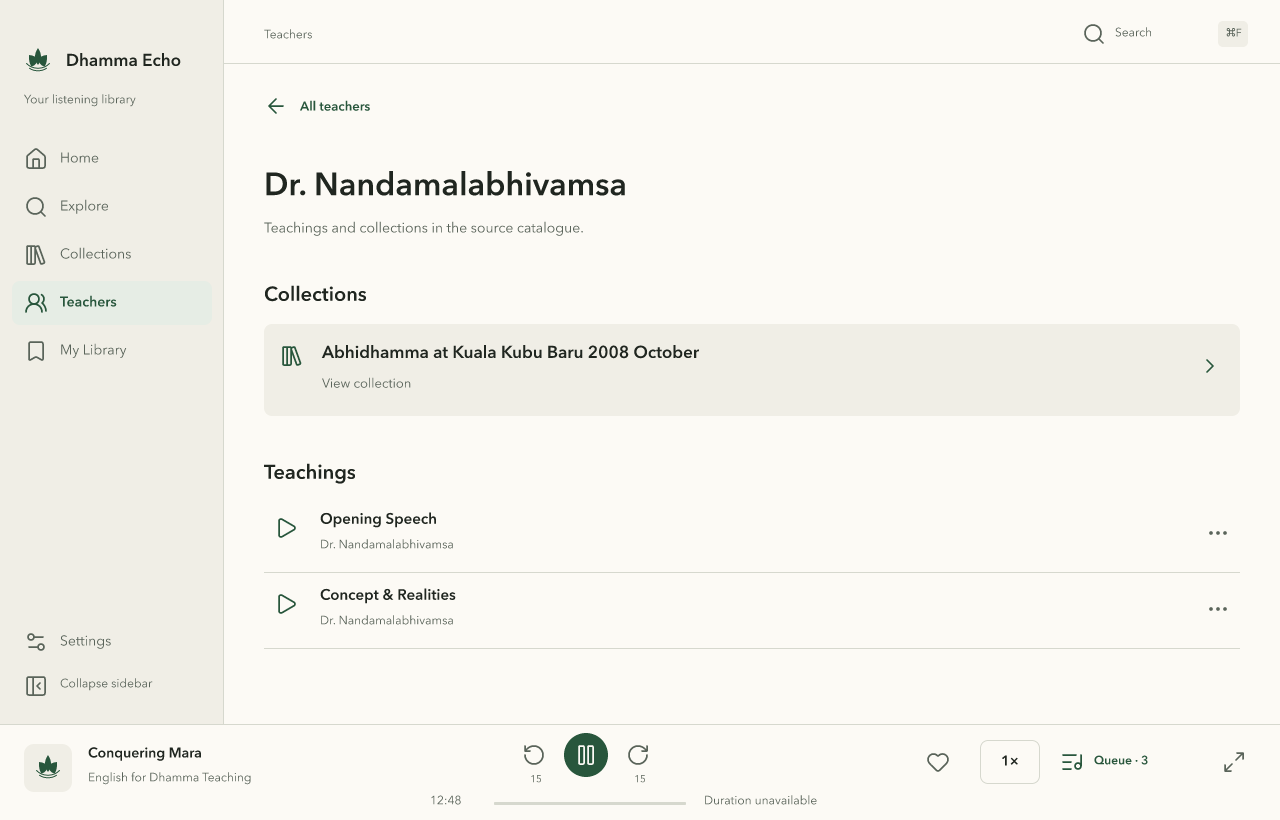 Dhamma Echo
Your listening library
Home
Explore
Collections
Teachers
My Library
Settings
Collapse sidebar
Teachers
Search
⌘F
All teachers
Dr. Nandamalabhivamsa
Teachings and collections in the source catalogue.
Collections
Abhidhamma at Kuala Kubu Baru 2008 October
View collection
Teachings
Opening Speech
Dr. Nandamalabhivamsa
Concept & Realities
Dr. Nandamalabhivamsa
Conquering Mara
English for Dhamma Teaching
15
15
12:48
Duration unavailable
1×
Queue · 3